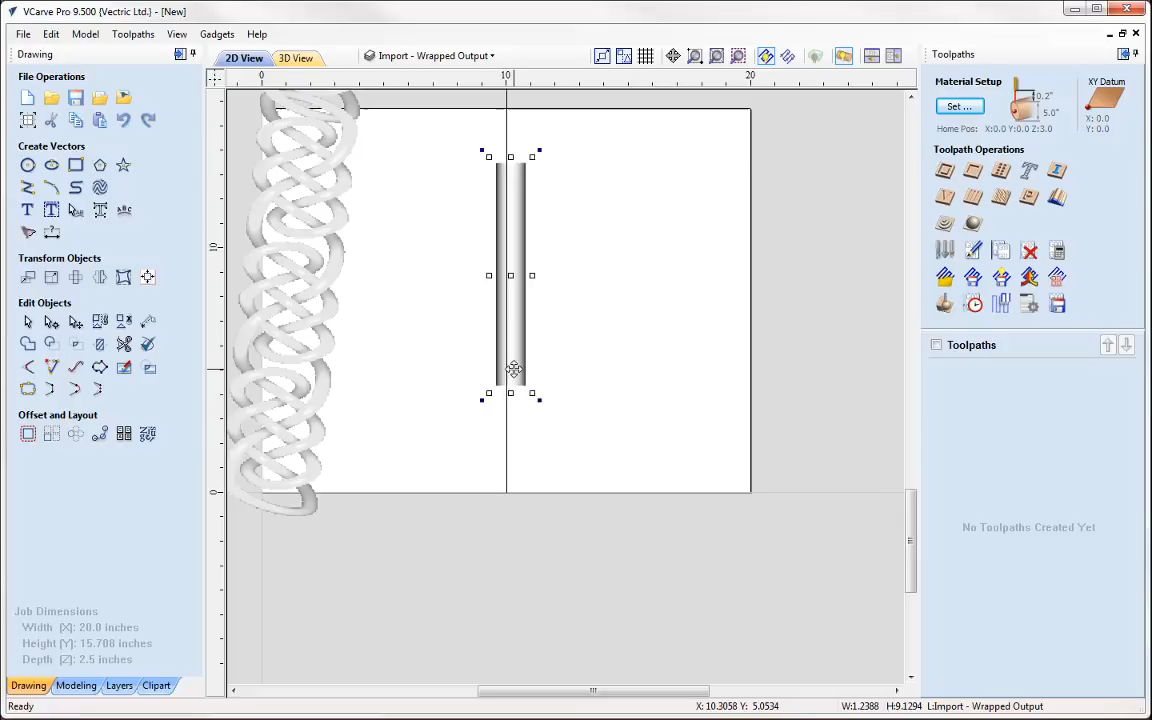 VCarve Pro 9.500 {Vectric Ltd.} - [New]
File Edit Model Toolpaths View Gadgets Help
Drawing
2D View 3D View Import - Wrapped Output
Toolpaths
File Operations
Create Vectors
Transform Objects
Edit Objects
Offset and Layout
Job Dimensions
Width (X): 20.0 inches
Height (Y): 15.708 inches
Depth (Z): 2.5 inches
Drawing Modeling Layers Clipart
0 10 20
10
0
Material Setup
Set ...
0.2"
5.0"
Home Pos: X:0.0 Y:0.0 Z:3.0
XY Datum
X: 0.0
Y: 0.0
Toolpath Operations
Toolpaths
No Toolpaths Created Yet
Ready
X: 10.3058 Y: 5.0534
W:1.2388 H:9.1294 L:Import - Wrapped Output